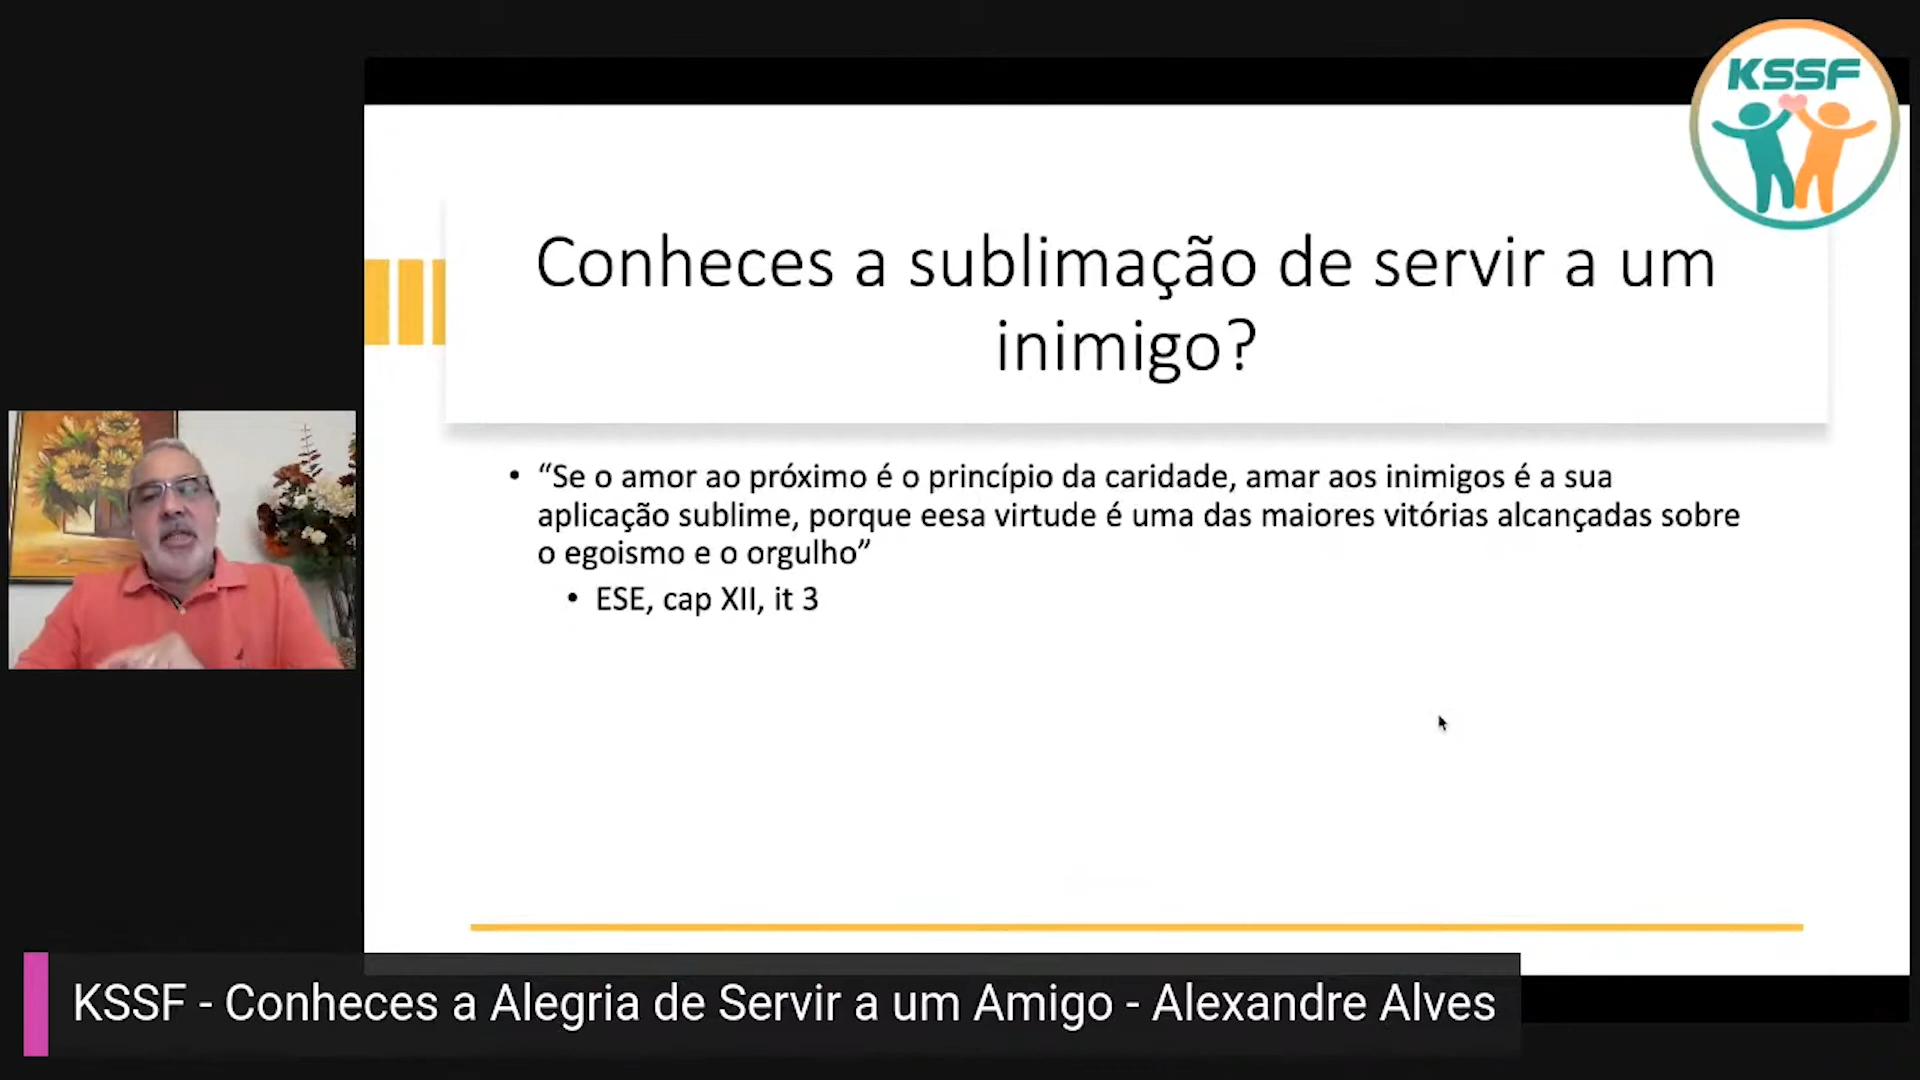 KSSF
Conheces a sublimação de servir a um
inimigo?
• “Se o amor ao próximo é o princípio da caridade, amar aos inimigos é a sua
aplicação sublime, porque eesa virtude é uma das maiores vitórias alcançadas sobre
o egoismo e o orgulho”
• ESE, cap XII, it 3
KSSF - Conheces a Alegria de Servir a um Amigo - Alexandre Alves